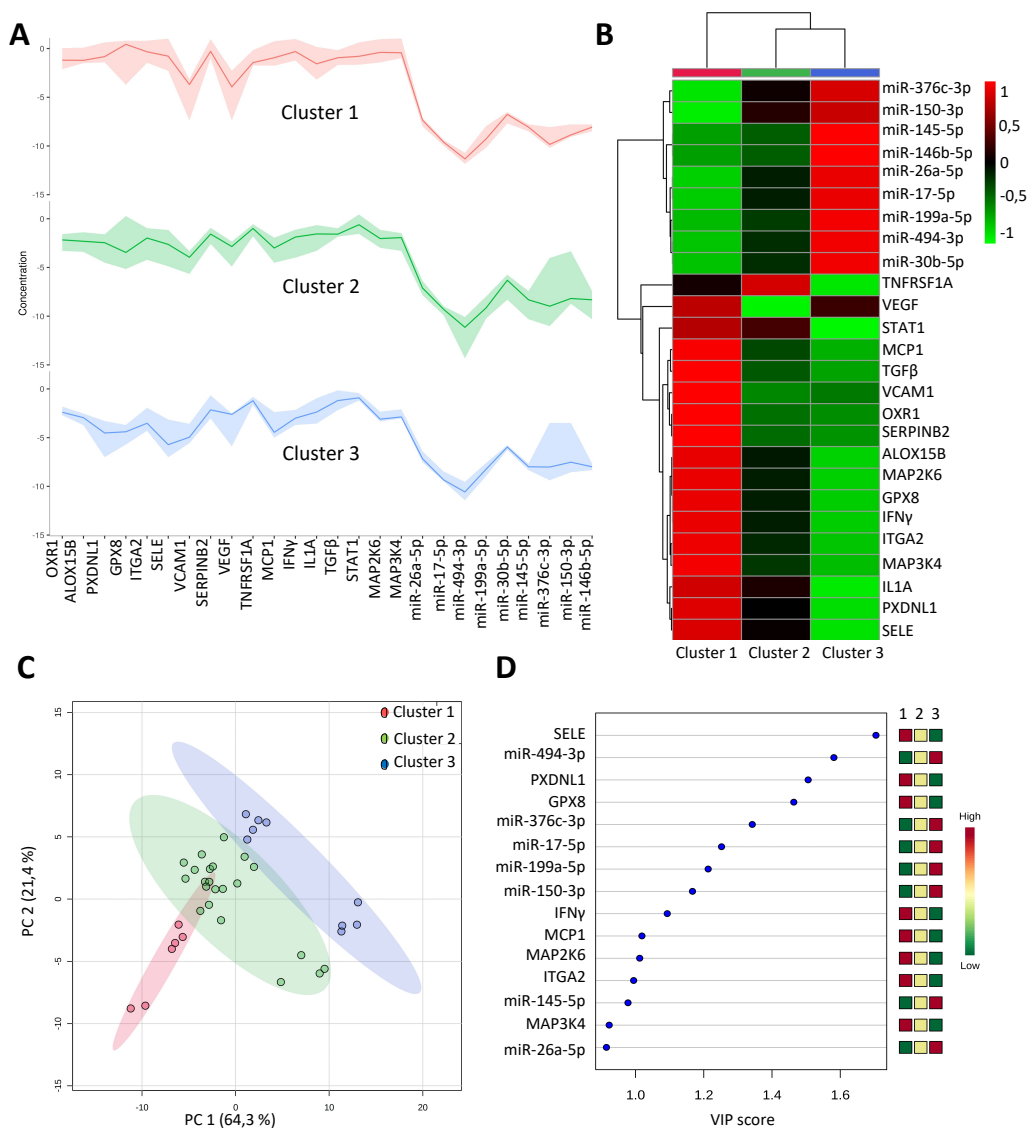 A
0
-5
-10
-15
Cluster 1
0
-5
-10
-15
Cluster 2
0
-5
-10
-15
Cluster 3
Concentration
OXR1
ALOX15B
PXDNL1
GPX8
ITGA2
SELE
VCAM1
SERPINB2
VEGF
TNFRSF1A
MCP1
IFNγ
IL1A
TGFβ
STAT1
MAP2K6
MAP3K4
miR-26a-5p
miR-17-5p
miR-494-3p
miR-199a-5p
miR-30b-5p
miR-145-5p
miR-376c-3p
miR-150-3p
miR-146b-5p
B
miR-376c-3p
miR-150-3p
miR-145-5p
miR-146b-5p
miR-26a-5p
miR-17-5p
miR-199a-5p
miR-494-3p
miR-30b-5p
TNFRSF1A
VEGF
STAT1
MCP1
TGFβ
VCAM1
OXR1
SERPINB2
ALOX15B
MAP2K6
GPX8
IFNγ
ITGA2
MAP3K4
IL1A
PXDNL1
SELE
Cluster 1 Cluster 2 Cluster 3
1
0,5
0
-0,5
-1
C
Cluster 1
Cluster 2
Cluster 3
15
10
5
0
-5
-10
-15
PC 2 (21,4 %)
-10 0 10 20
PC 1 (64,3 %)
D
1 2 3
SELE
miR-494-3p
PXDNL1
GPX8
miR-376c-3p
miR-17-5p
miR-199a-5p
miR-150-3p
IFNγ
MCP1
MAP2K6
ITGA2
miR-145-5p
MAP3K4
miR-26a-5p
1.0 1.2 1.4 1.6
VIP score
High
Low